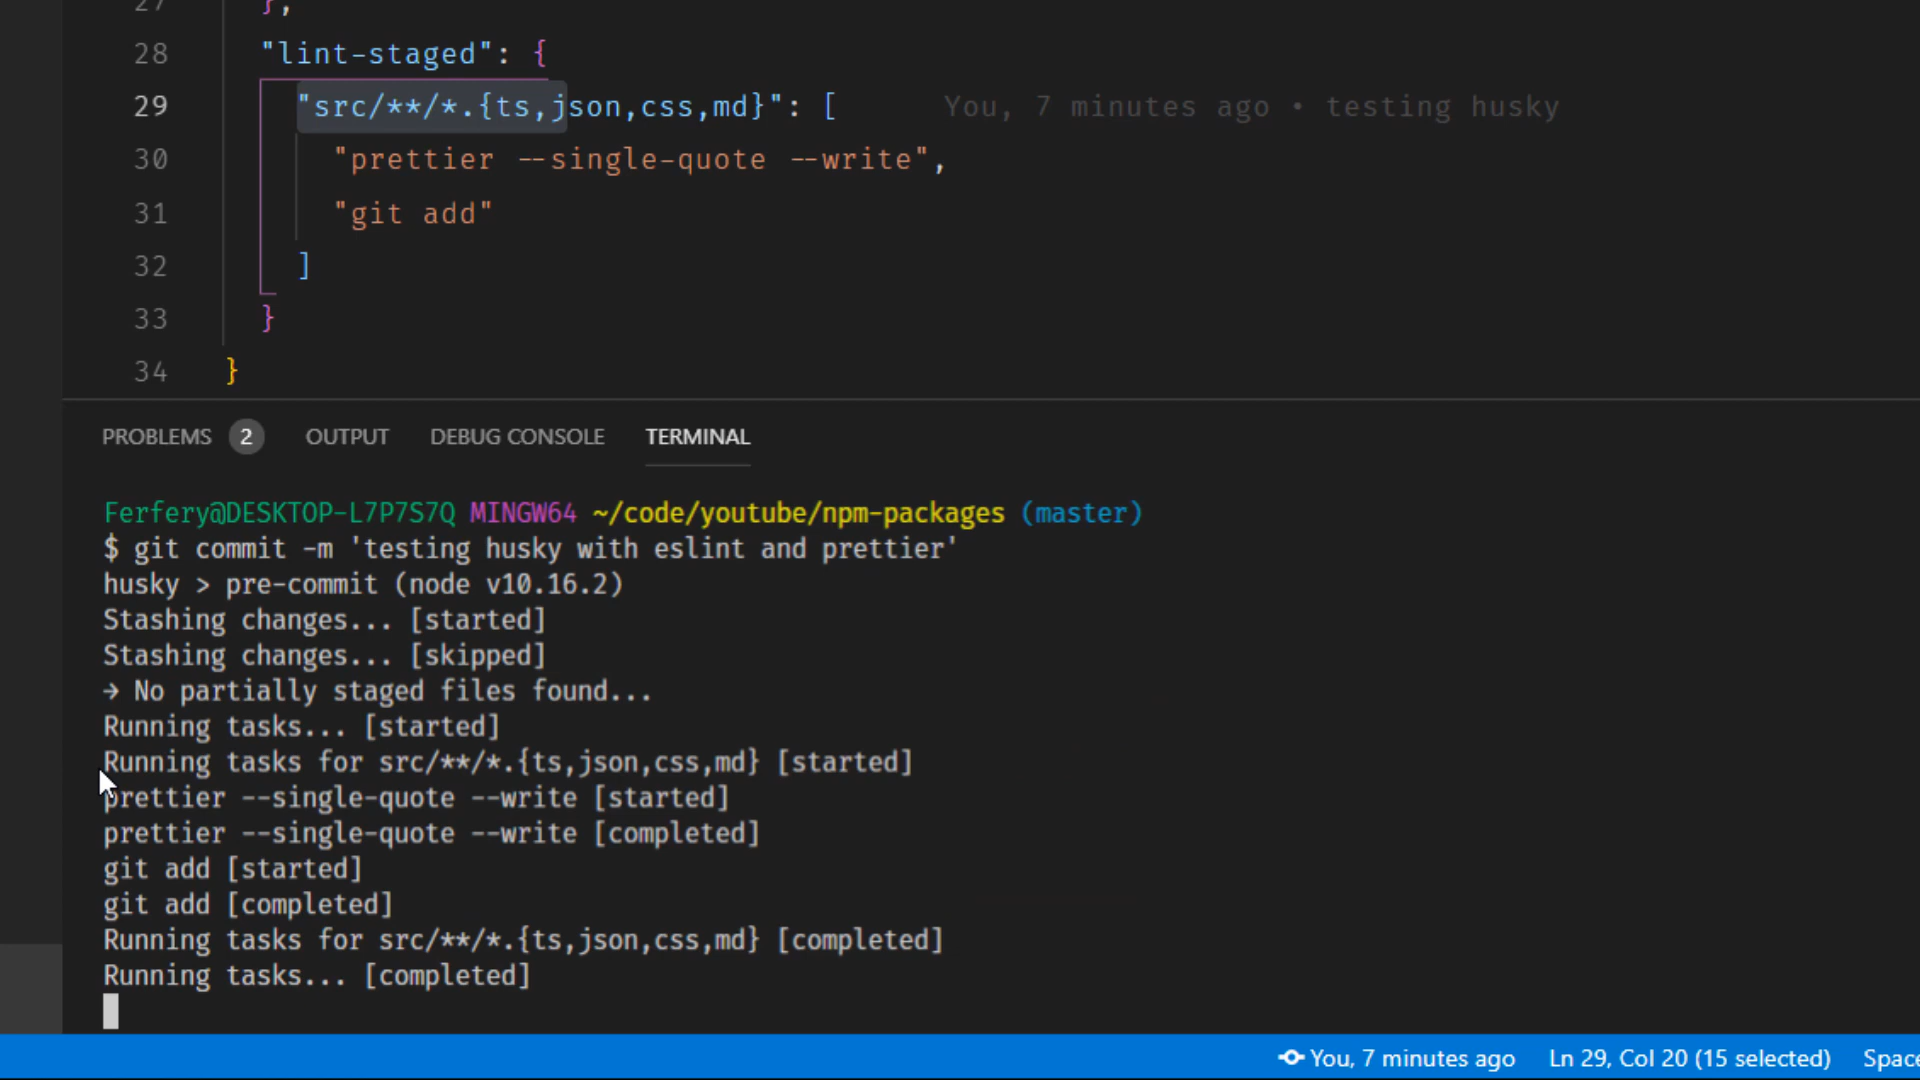 27 },
28 "lint-staged": {
29 "src/**/*.{ts,json,css,md}": [ You, 7 minutes ago • testing husky
30 "prettier --single-quote --write",
31 "git add"
32 ]
33 }
34 }
PROBLEMS 2 OUTPUT DEBUG CONSOLE TERMINAL
Ferfery@DESKTOP-L7P7S7Q MINGW64 ~/code/youtube/npm-packages (master)
$ git commit -m 'testing husky with eslint and prettier'
husky > pre-commit (node v10.16.2)
Stashing changes... [started]
Stashing changes... [skipped]
→ No partially staged files found...
Running tasks... [started]
Running tasks for src/**/*.{ts,json,css,md} [started]
prettier --single-quote --write [started]
prettier --single-quote --write [completed]
git add [started]
git add [completed]
Running tasks for src/**/*.{ts,json,css,md} [completed]
Running tasks... [completed]
You, 7 minutes ago Ln 29, Col 20 (15 selected) Space